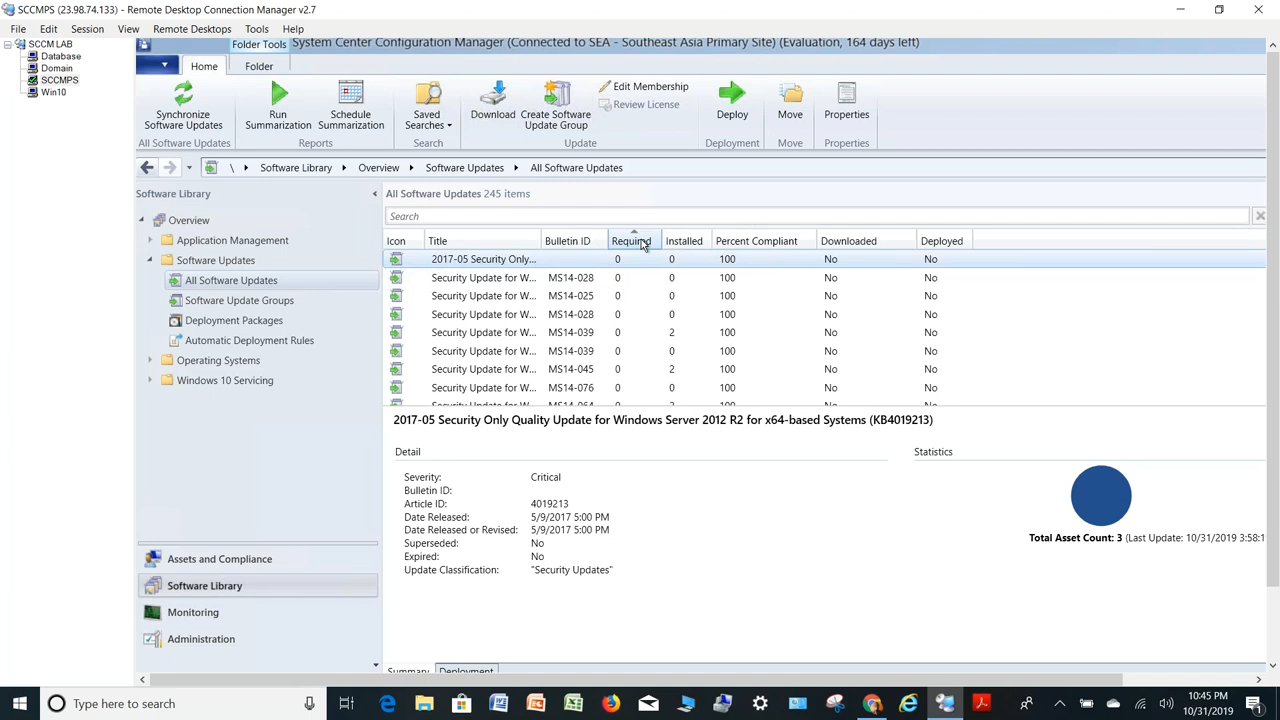 SCCMPS (23.98.74.133) - Remote Desktop Connection Manager v2.7
File Edit Session View Remote Desktops Tools Help
SCCM LAB
Database
Domain
SCCMPS
Win10
Folder Tools System Center Configuration Manager (Connected to SEA - Southeast Asia Primary Site) (Evaluation, 164 days left)
Home Folder
Synchronize Software Updates
Run Summarization
Schedule Summarization
Saved Searches
Download
Create Software Update Group
Edit Membership
Review License
Deploy
Move
Properties
All Software Updates Reports Search Update Deployment Move Properties
\ Software Library Overview Software Updates All Software Updates
Software Library
Overview
Application Management
Software Updates
All Software Updates
Software Update Groups
Deployment Packages
Automatic Deployment Rules
Operating Systems
Windows 10 Servicing
Assets and Compliance
Software Library
Monitoring
Administration
All Software Updates 245 items
Search
Icon Title Bulletin ID Required Installed Percent Compliant Downloaded Deployed
2017-05 Security Only... 0 0 100 No No
Security Update for W... MS14-028 0 0 100 No No
Security Update for W... MS14-025 0 0 100 No No
Security Update for W... MS14-028 0 0 100 No No
Security Update for W... MS14-039 0 2 100 No No
Security Update for W... MS14-039 0 0 100 No No
Security Update for W... MS14-045 0 2 100 No No
Security Update for W... MS14-076 0 0 100 No No
Security Update for W... MS14-064 0 2 100 No No
2017-05 Security Only Quality Update for Windows Server 2012 R2 for x64-based Systems (KB4019213)
Detail
Severity: Critical
Bulletin ID:
Article ID: 4019213
Date Released: 5/9/2017 5:00 PM
Date Released or Revised: 5/9/2017 5:00 PM
Superseded: No
Expired: No
Update Classification: "Security Updates"
Statistics
Total Asset Count: 3 (Last Update: 10/31/2019 3:58:1
Summary Deployment
Type here to search
10:45 PM
10/31/2019